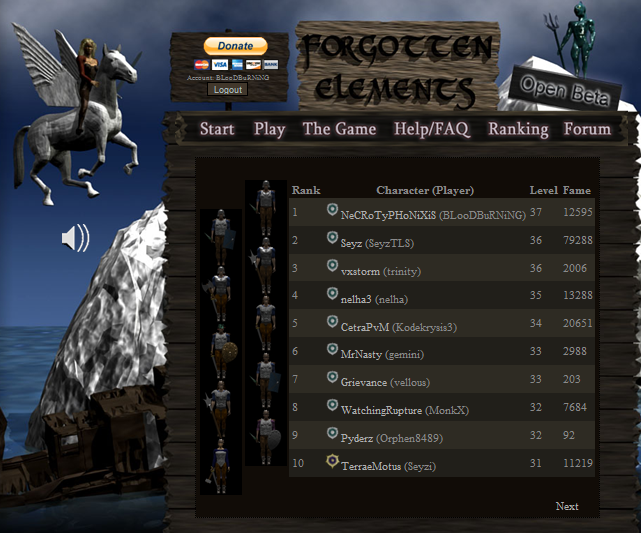 Donate
VISA
Account: BLooDBuRNiNG
Logout
FORGOTTEN
ELEMENTS
Open Beta
Start Play The Game Help/FAQ Ranking Forum
Rank Character (Player) Level Fame
1 NeCRoTyPHoNiXiS (BLooDBuRNiNG) 37 12595
2 Seyz (SeyzTLS) 36 79288
3 vxstorm (trinity) 36 2006
4 nelha3 (nelha) 35 13288
5 CetraPvM (Kodekrysis3) 34 20651
6 MrNasty (gemini) 33 2988
7 Grievance (vellous) 33 203
8 WatchingRupture (MonkX) 32 7684
9 Pyderz (Orphen8489) 32 92
10 TerraeMotus (Seyzi) 31 11219
Next